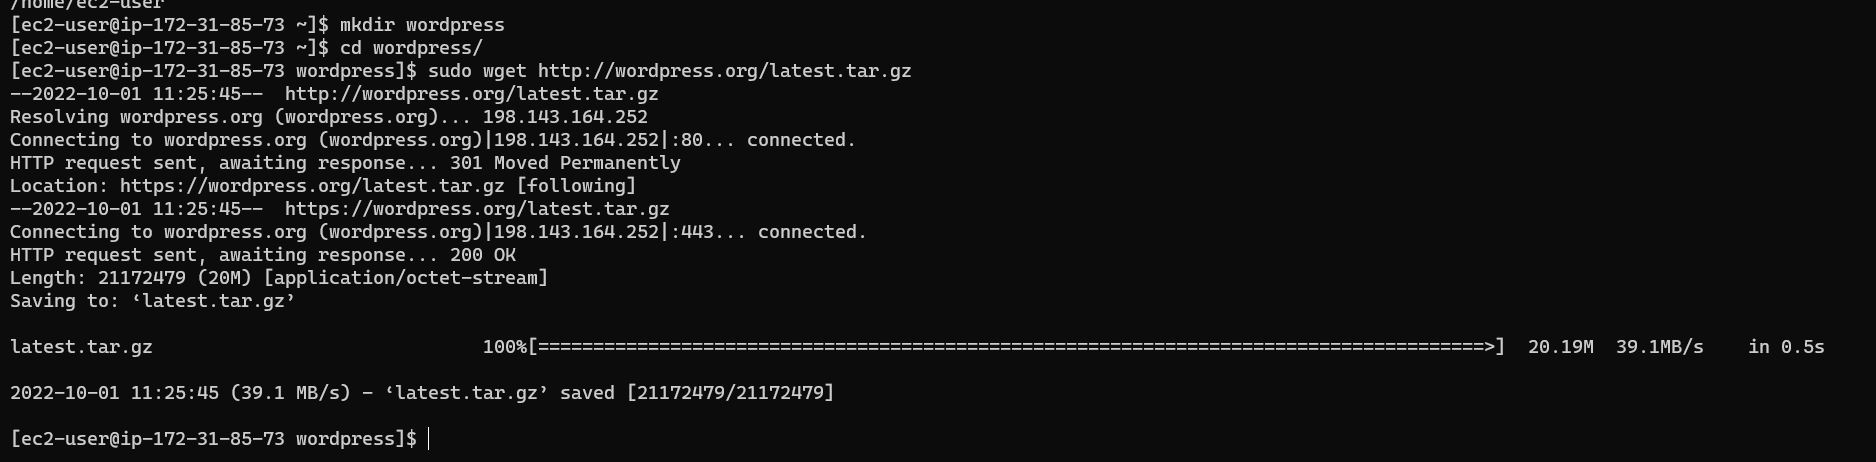 /home/ec2-user
[ec2-user@ip-172-31-85-73 ~]$ mkdir wordpress
[ec2-user@ip-172-31-85-73 ~]$ cd wordpress/
[ec2-user@ip-172-31-85-73 wordpress]$ sudo wget http://wordpress.org/latest.tar.gz
--2022-10-01 11:25:45--  http://wordpress.org/latest.tar.gz
Resolving wordpress.org (wordpress.org)... 198.143.164.252
Connecting to wordpress.org (wordpress.org)|198.143.164.252|:80... connected.
HTTP request sent, awaiting response... 301 Moved Permanently
Location: https://wordpress.org/latest.tar.gz [following]
--2022-10-01 11:25:45--  https://wordpress.org/latest.tar.gz
Connecting to wordpress.org (wordpress.org)|198.143.164.252|:443... connected.
HTTP request sent, awaiting response... 200 OK
Length: 21172479 (20M) [application/octet-stream]
Saving to: ‘latest.tar.gz’
latest.tar.gz                              100%[======================================================================================>]  20.19M  39.1MB/s    in 0.5s
2022-10-01 11:25:45 (39.1 MB/s) - ‘latest.tar.gz’ saved [21172479/21172479]
[ec2-user@ip-172-31-85-73 wordpress]$